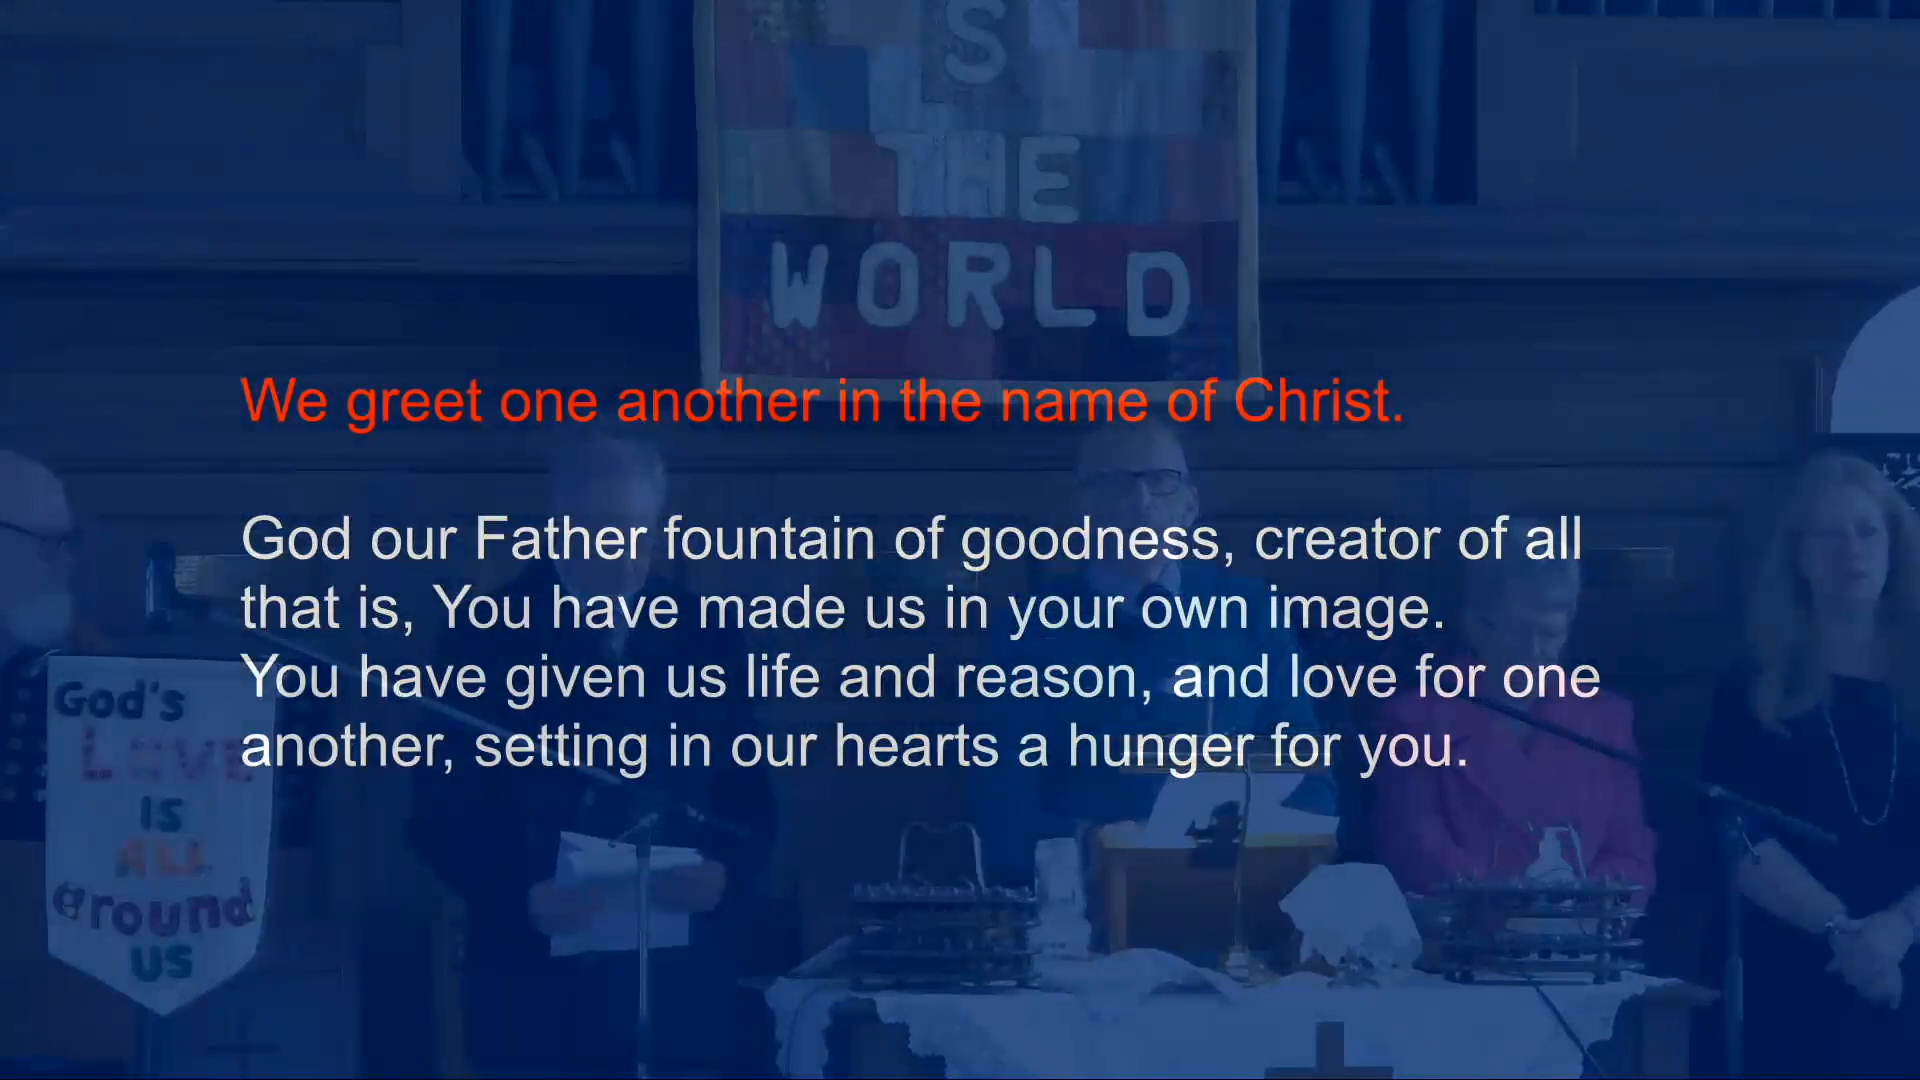 S
THE
WORLD
We greet one another in the name of Christ.
God our Father fountain of goodness, creator of all
that is, You have made us in your own image.
You have given us life and reason, and love for one
another, setting in our hearts a hunger for you.
God's
LOVE
is
ALL
around
us